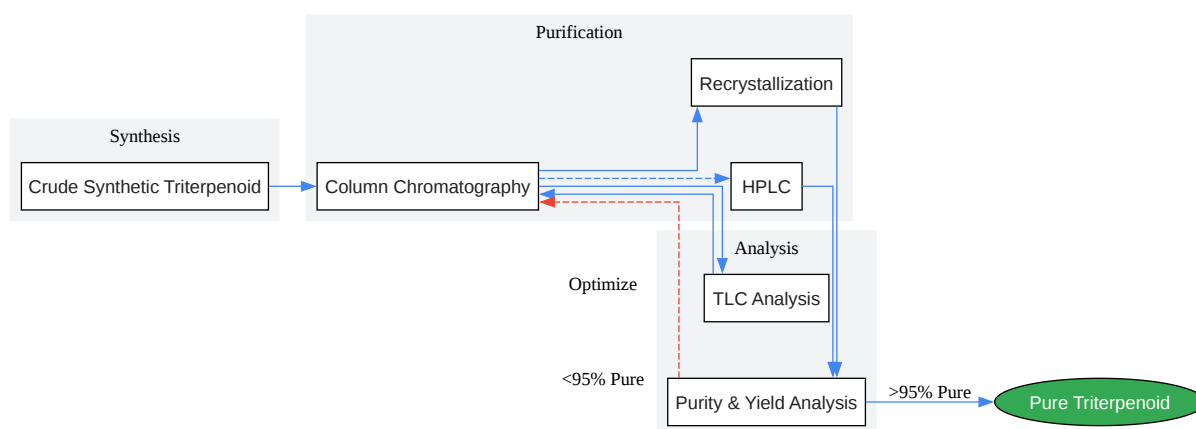 Purification
Recrystallization
Synthesis
Crude Synthetic Triterpenoid
Column Chromatography
HPLC
Analysis
Optimize
TLC Analysis
<95% Pure
Purity & Yield Analysis
>95% Pure
Pure Triterpenoid